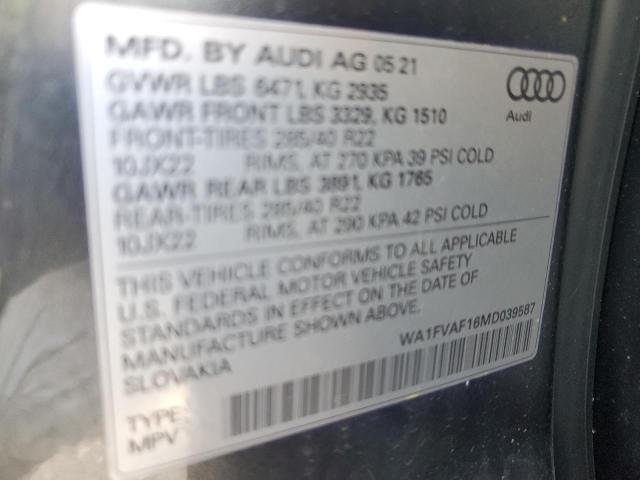 MFD. BY AUDI AG 05 21
GVWR LBS 6471, KG 2935
GAWR FRONT LBS 3329, KG 1510
FRONT-TIRES 285/40 R22
10JX22 RIMS, AT 270 KPA 39 PSI COLD
GAWR REAR LBS 3891, KG 1765
REAR-TIRES 285/40 R22
10JX22 RIMS, AT 290 KPA 42 PSI COLD
Audi
THIS VEHICLE CONFORMS TO ALL APPLICABLE
U.S. FEDERAL MOTOR VEHICLE SAFETY
STANDARDS IN EFFECT ON THE DATE OF
MANUFACTURE SHOWN ABOVE.
SLOVAKIA
WA1FVAF16MD039587
TYPE:
MPV